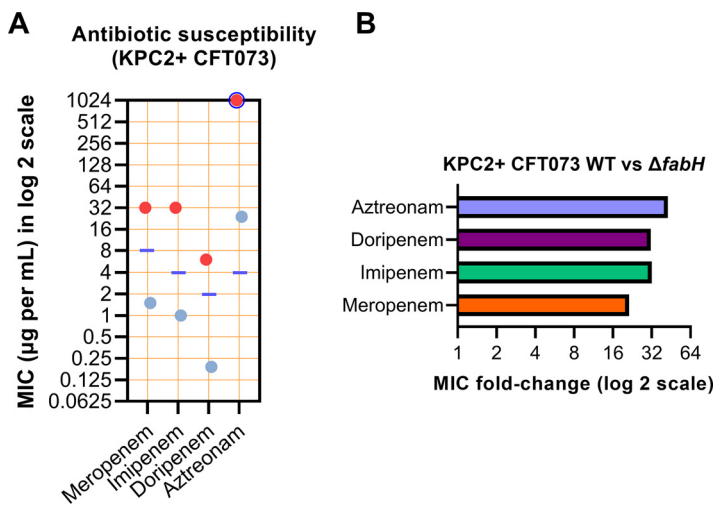 A
Antibiotic susceptibility
(KPC2+ CFT073)
MIC (µg per mL) in log 2 scale
1024
512
256
128
64
32
16
8
4
2
1
0.5
0.25
0.125
0.0625
Meropenem
Imipenem
Doripenem
Aztreonam
B
KPC2+ CFT073 WT vs ΔfabH
Aztreonam
Doripenem
Imipenem
Meropenem
1 2 4 8 16 32 64
MIC fold-change (log 2 scale)